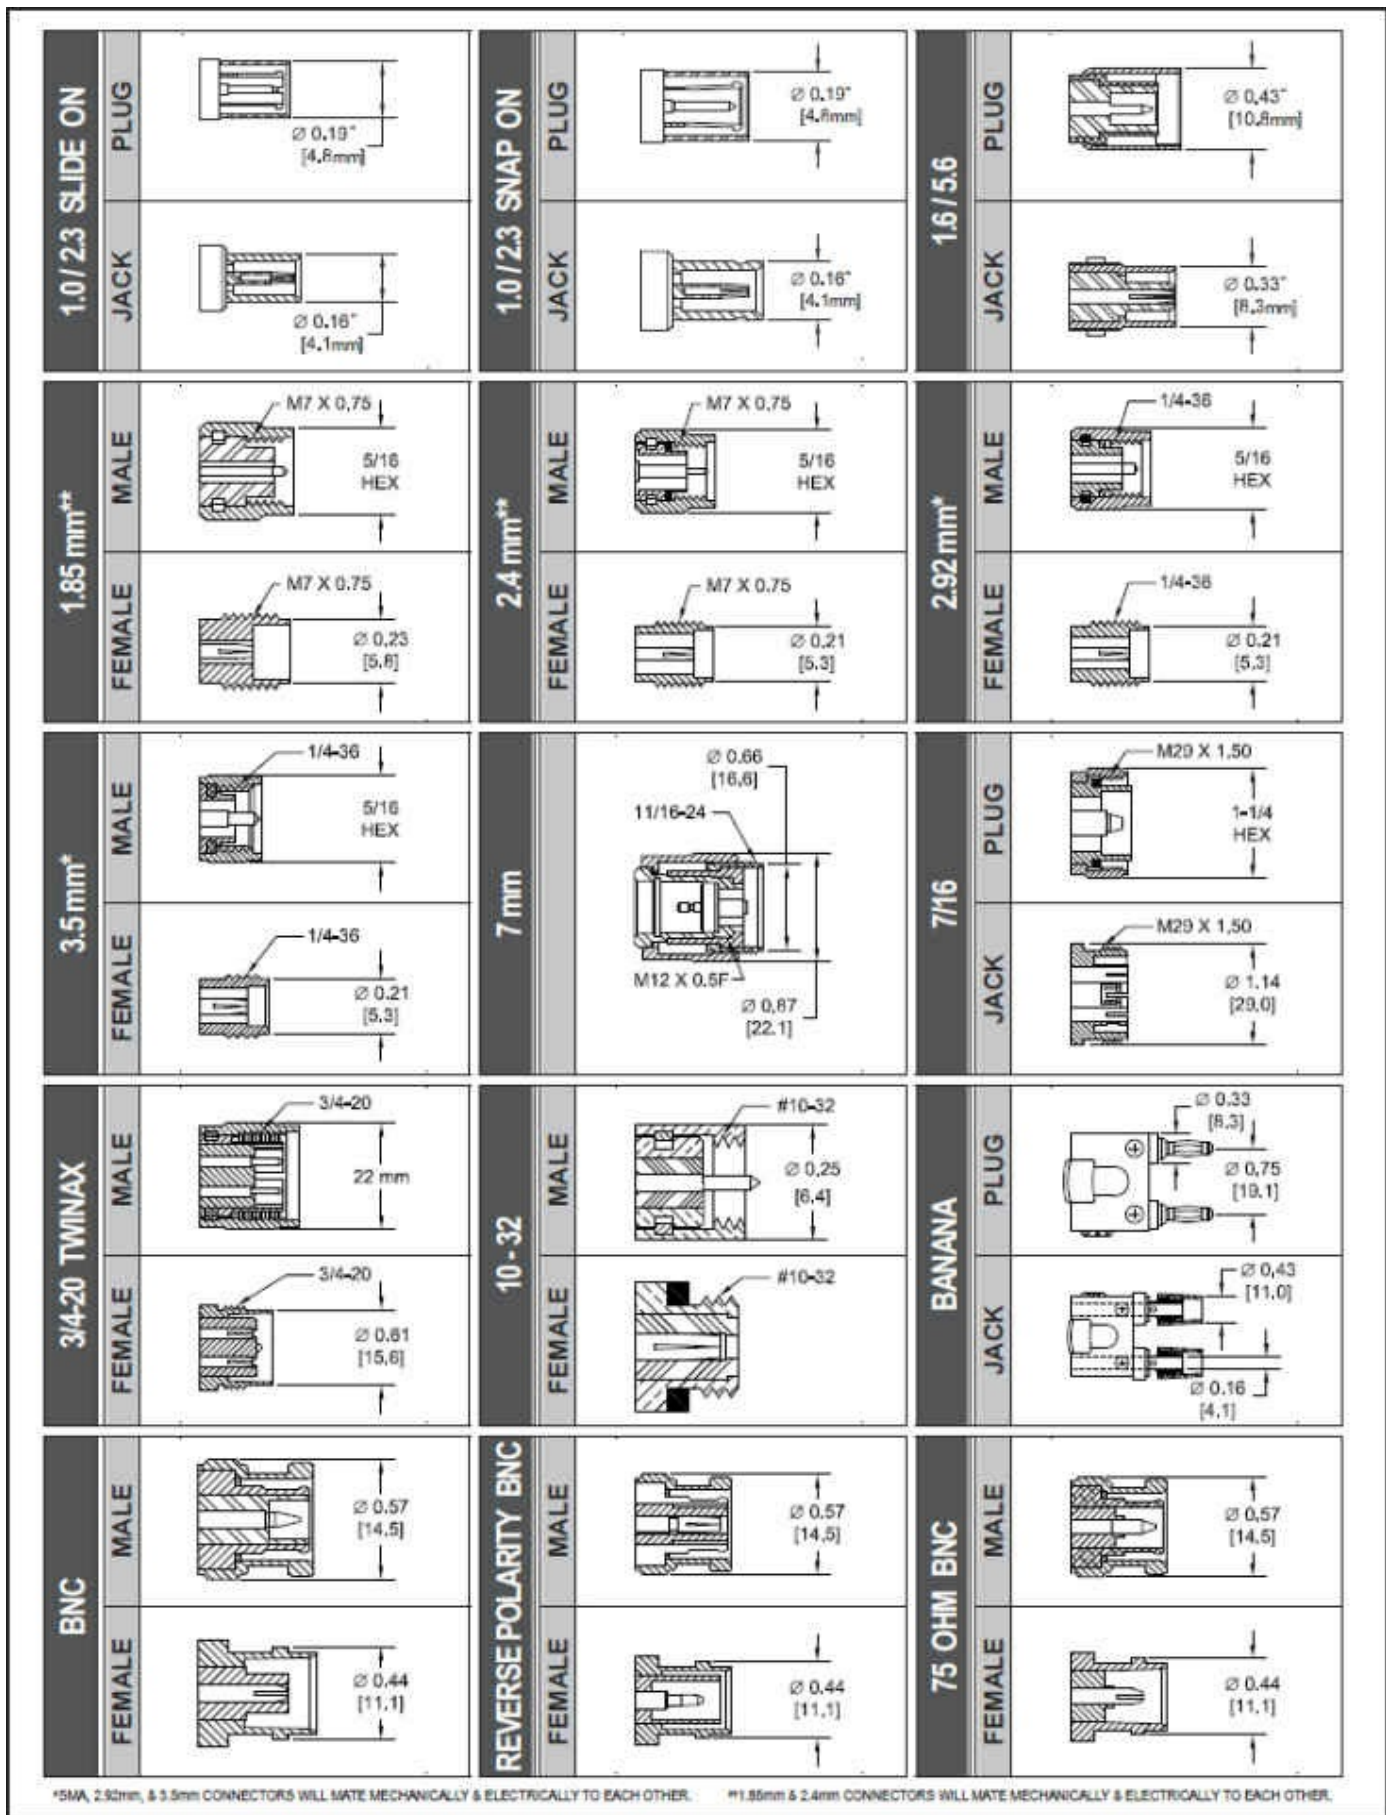 1.0 / 2.3 SLIDE ON
PLUG
Ø 0.19"
[4.8mm]
JACK
Ø 0.16"
[4.1mm]
1.0 / 2.3 SNAP ON
PLUG
Ø 0.19"
[4.8mm]
JACK
Ø 0.16"
[4.1mm]
1.6 / 5.6
PLUG
Ø 0.43"
[10.8mm]
JACK
Ø 0.33"
[8.3mm]
1.85 mm**
MALE
M7 X 0.75
5/16
HEX
FEMALE
M7 X 0.75
Ø 0.23
[5.8]
2.4 mm**
MALE
M7 X 0.75
5/16
HEX
FEMALE
M7 X 0.75
Ø 0.21
[5.3]
2.92 mm*
MALE
1/4-36
5/16
HEX
FEMALE
1/4-36
Ø 0.21
[5.3]
3.5 mm*
MALE
1/4-36
5/16
HEX
FEMALE
1/4-36
Ø 0.21
[5.3]
7 mm
Ø 0.66
[16.6]
11/16-24
M12 X 0.5F
Ø 0.87
[22.1]
7/16
PLUG
M29 X 1.50
1-1/4
HEX
JACK
M29 X 1.50
Ø 1.14
[29.0]
3/4-20 TWINAX
MALE
3/4-20
22 mm
FEMALE
3/4-20
Ø 0.61
[15.6]
10 - 32
MALE
#10-32
Ø 0.25
[6.4]
FEMALE
#10-32
BANANA
PLUG
Ø 0.33
[8.3]
Ø 0.75
[19.1]
JACK
Ø 0.43
[11.0]
Ø 0.16
[4.1]
BNC
MALE
Ø 0.57
[14.5]
FEMALE
Ø 0.44
[11.1]
REVERSE POLARITY BNC
MALE
Ø 0.57
[14.5]
FEMALE
Ø 0.44
[11.1]
75 OHM BNC
MALE
Ø 0.57
[14.5]
FEMALE
Ø 0.44
[11.1]
*SMA, 2.92mm, & 3.5mm CONNECTORS WILL MATE MECHANICALLY & ELECTRICALLY TO EACH OTHER.
**1.85mm & 2.4mm CONNECTORS WILL MATE MECHANICALLY & ELECTRICALLY TO EACH OTHER.